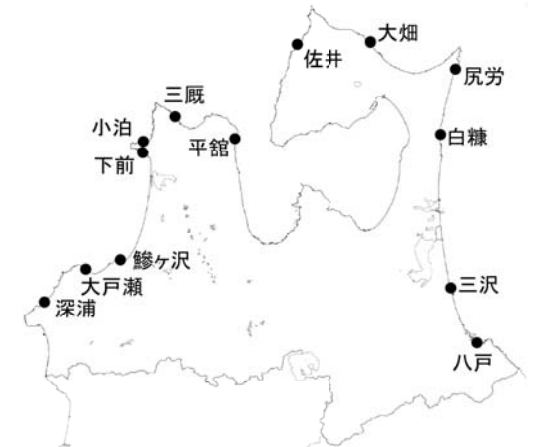 大畑
佐井
尻労
三厩
小泊
白糠
平舘
下前
鰺ヶ沢
大戸瀬
三沢
深浦
八戸